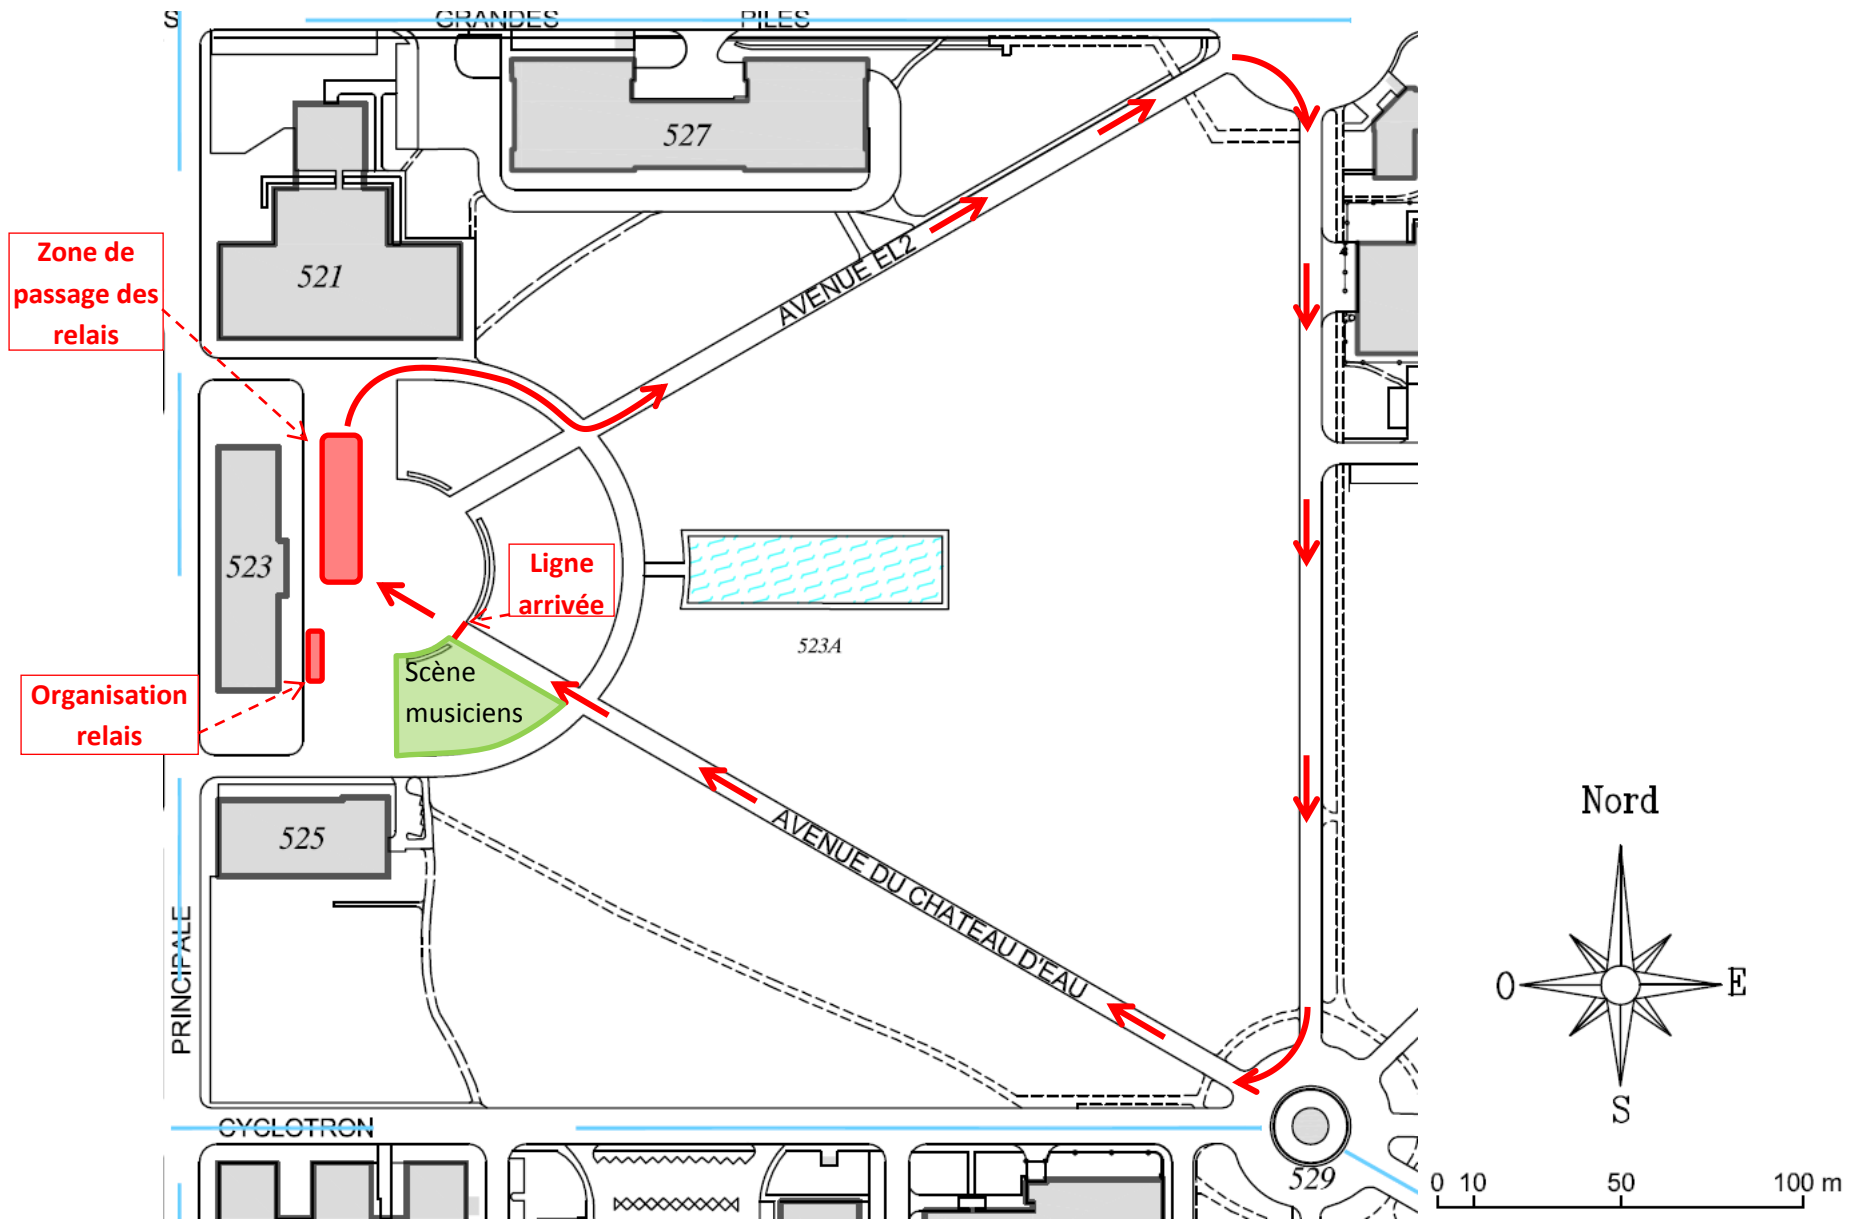 S
GRANDES
PILES
527
521
Zone de
passage des
relais
AVENUE EL2
4
523
Ligne
arrivée
523A
Scène
musiciens
Organisation
relais
525
AVENUE DU CHATEAU D'EAU
PRINCIPALE
CYCLOTRON
529
Nord
O
E
S
0 10 50 100 m